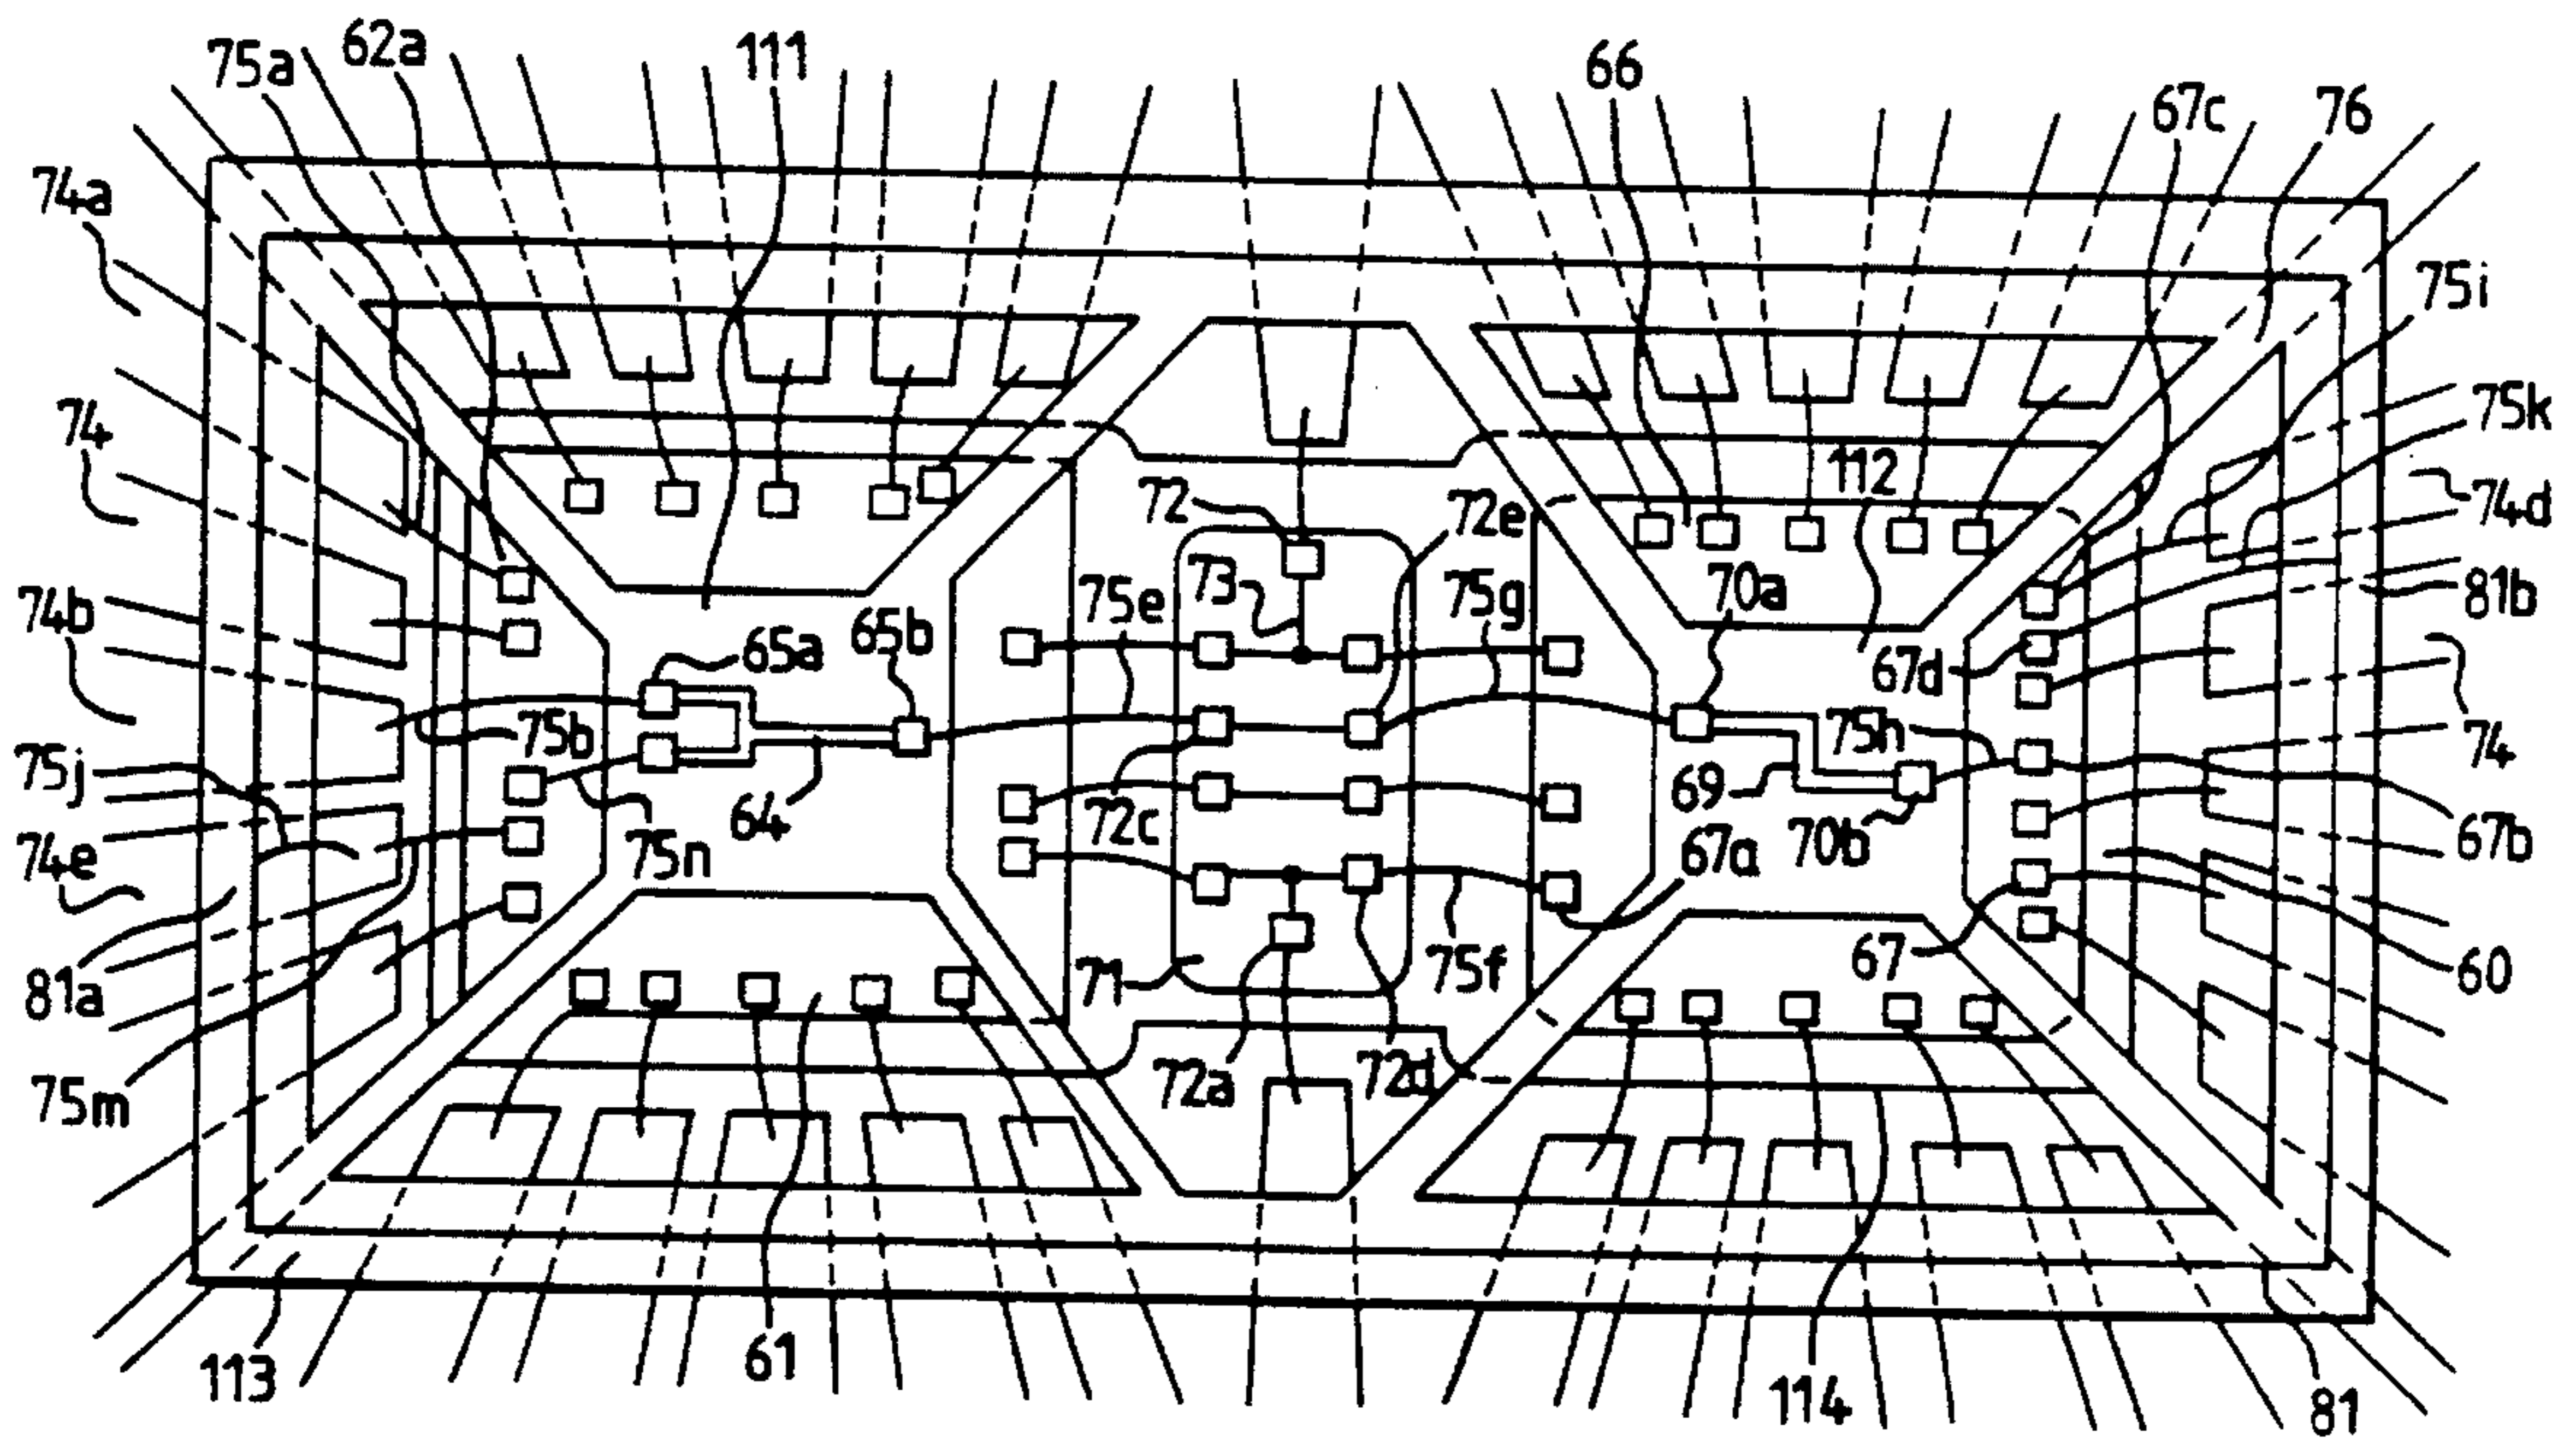 75a
62a
111
66
67c
76
74a
75i
75k
74
112
72
72e
74d
73
75e
75g
70a
74b
81b
65b
65a
67d
75b
75h
74
75j
69
64
72c
74e
75n
67a
70b
67b
67
75f
60
71
81a
72a
72d
75m
113
61
114
81